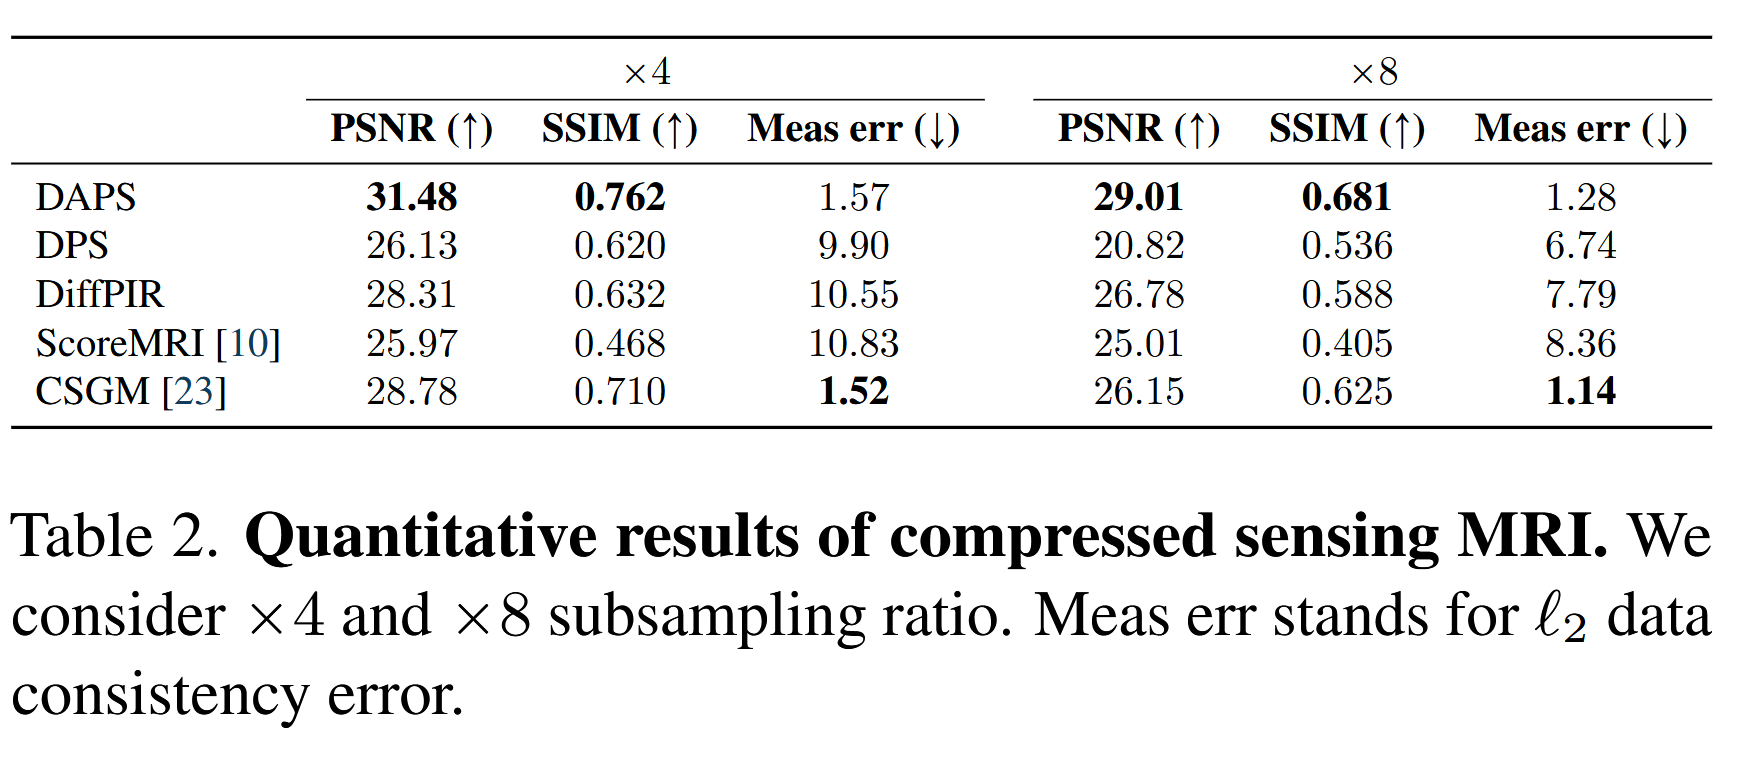 ×4 ×8
PSNR (↑) SSIM (↑) Meas err (↓) PSNR (↑) SSIM (↑) Meas err (↓)
DAPS 31.48 0.762 1.57 29.01 0.681 1.28
DPS 26.13 0.620 9.90 20.82 0.536 6.74
DiffPIR 28.31 0.632 10.55 26.78 0.588 7.79
ScoreMRI [10] 25.97 0.468 10.83 25.01 0.405 8.36
CSGM [23] 28.78 0.710 1.52 26.15 0.625 1.14
Table 2. Quantitative results of compressed sensing MRI. We
consider ×4 and ×8 subsampling ratio. Meas err stands for ℓ₂ data
consistency error.